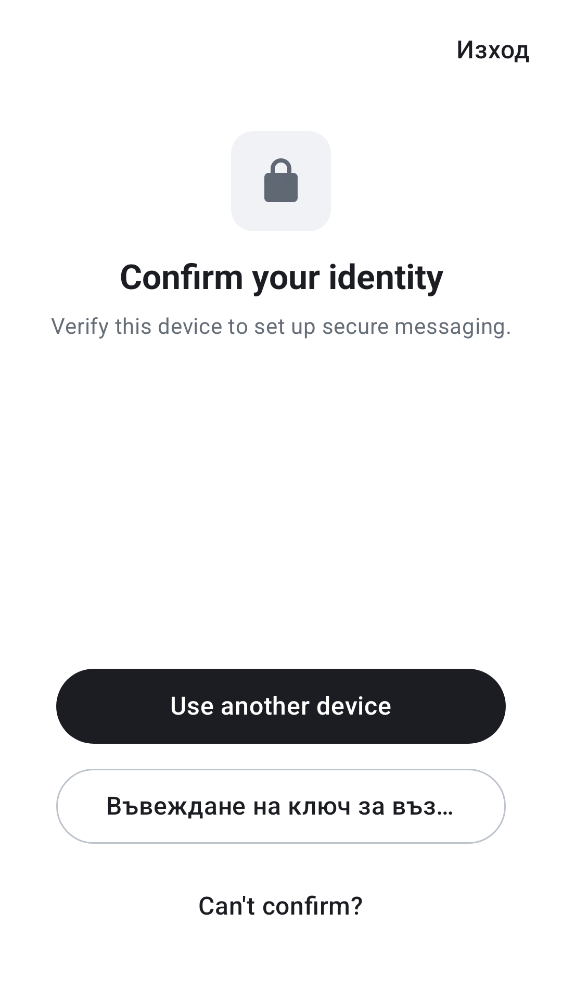 Изход
Confirm your identity
Verify this device to set up secure messaging.
Use another device
Въвеждане на ключ за въз...
Can't confirm?